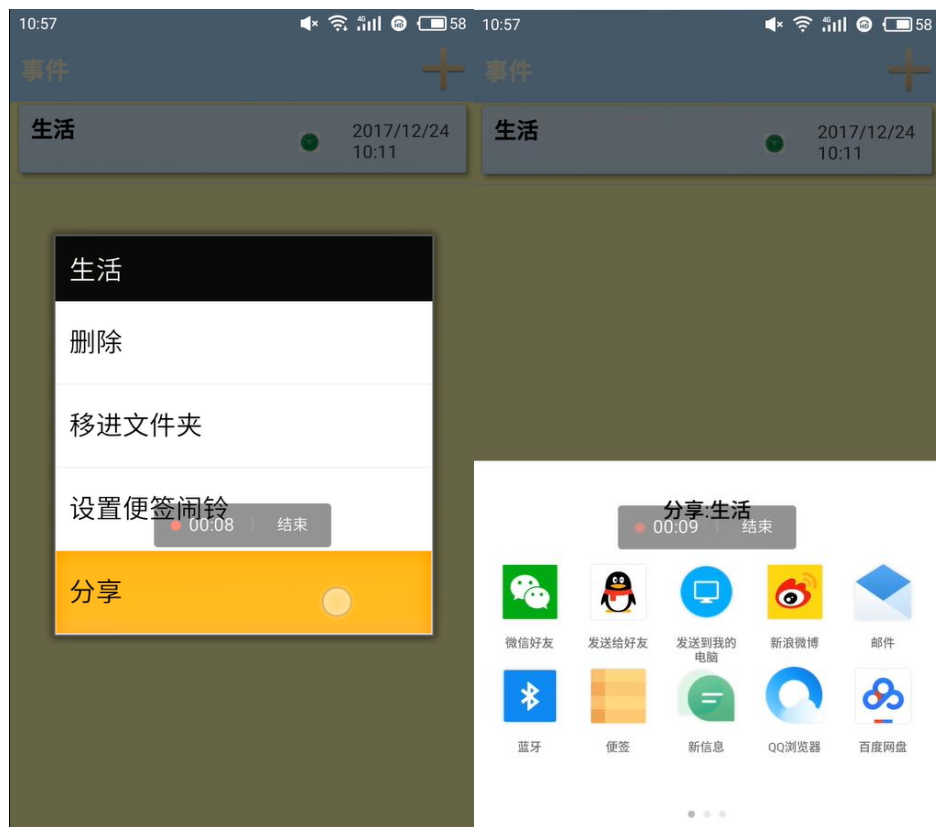 10:57
58
事件
生活
2017/12/24
10:11
生活
删除
移进文件夹
设置便签闹铃
00:08
结束
分享
10:57
58
事件
生活
2017/12/24
10:11
分享:生活
00:09
结束
微信好友
发送给好友
发送到我的
电脑
新浪微博
邮件
蓝牙
便签
新信息
QQ浏览器
百度网盘